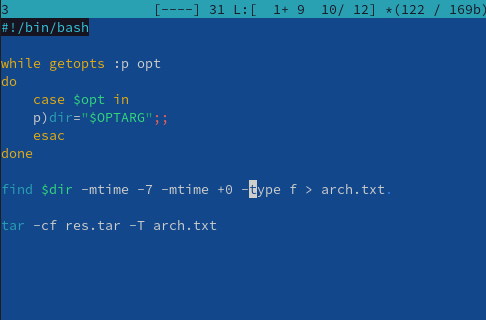 3 [----] 31 L:[ 1+ 9 10/ 12] *(122 / 169b)
#!/bin/bash
while getopts :p opt
do
case $opt in
p)dir="$OPTARG";;
esac
done
find $dir -mtime -7 -mtime +0 -type f > arch.txt.
tar -cf res.tar -T arch.txt